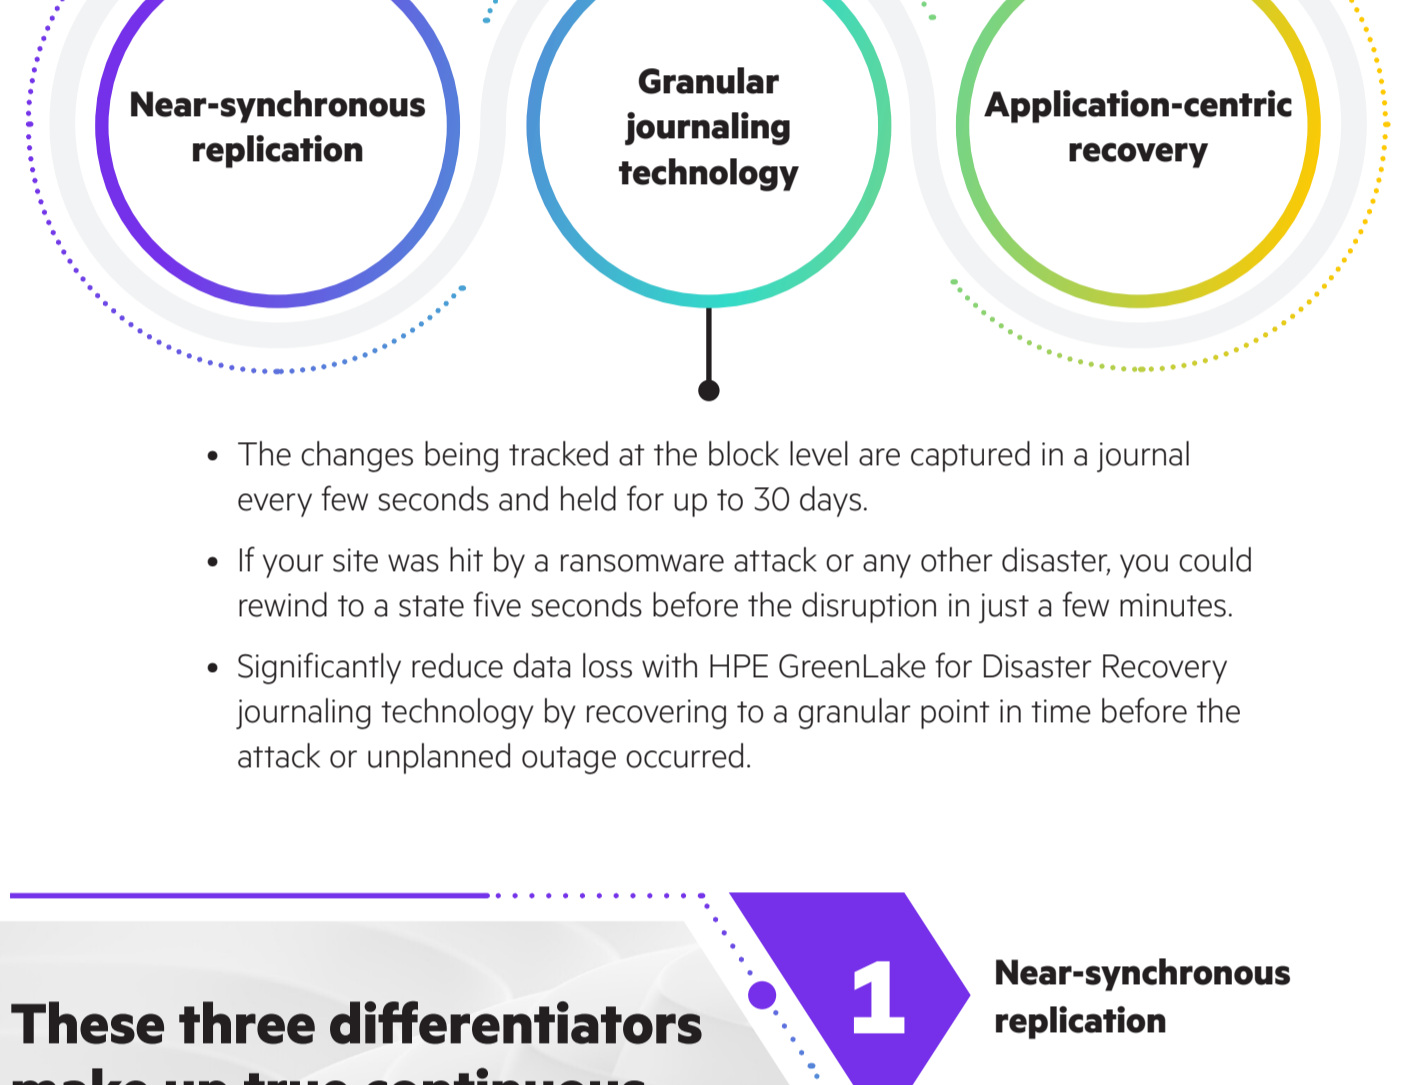 Near-synchronous
replication
Granular
journaling
technology
Application-centric
recovery
• The changes being tracked at the block level are captured in a journal
every few seconds and held for up to 30 days.
• If your site was hit by a ransomware attack or any other disaster, you could
rewind to a state five seconds before the disruption in just a few minutes.
• Significantly reduce data loss with HPE GreenLake for Disaster Recovery
journaling technology by recovering to a granular point in time before the
attack or unplanned outage occurred.
These three differentiators
make up true continuous
1
Near-synchronous
replication